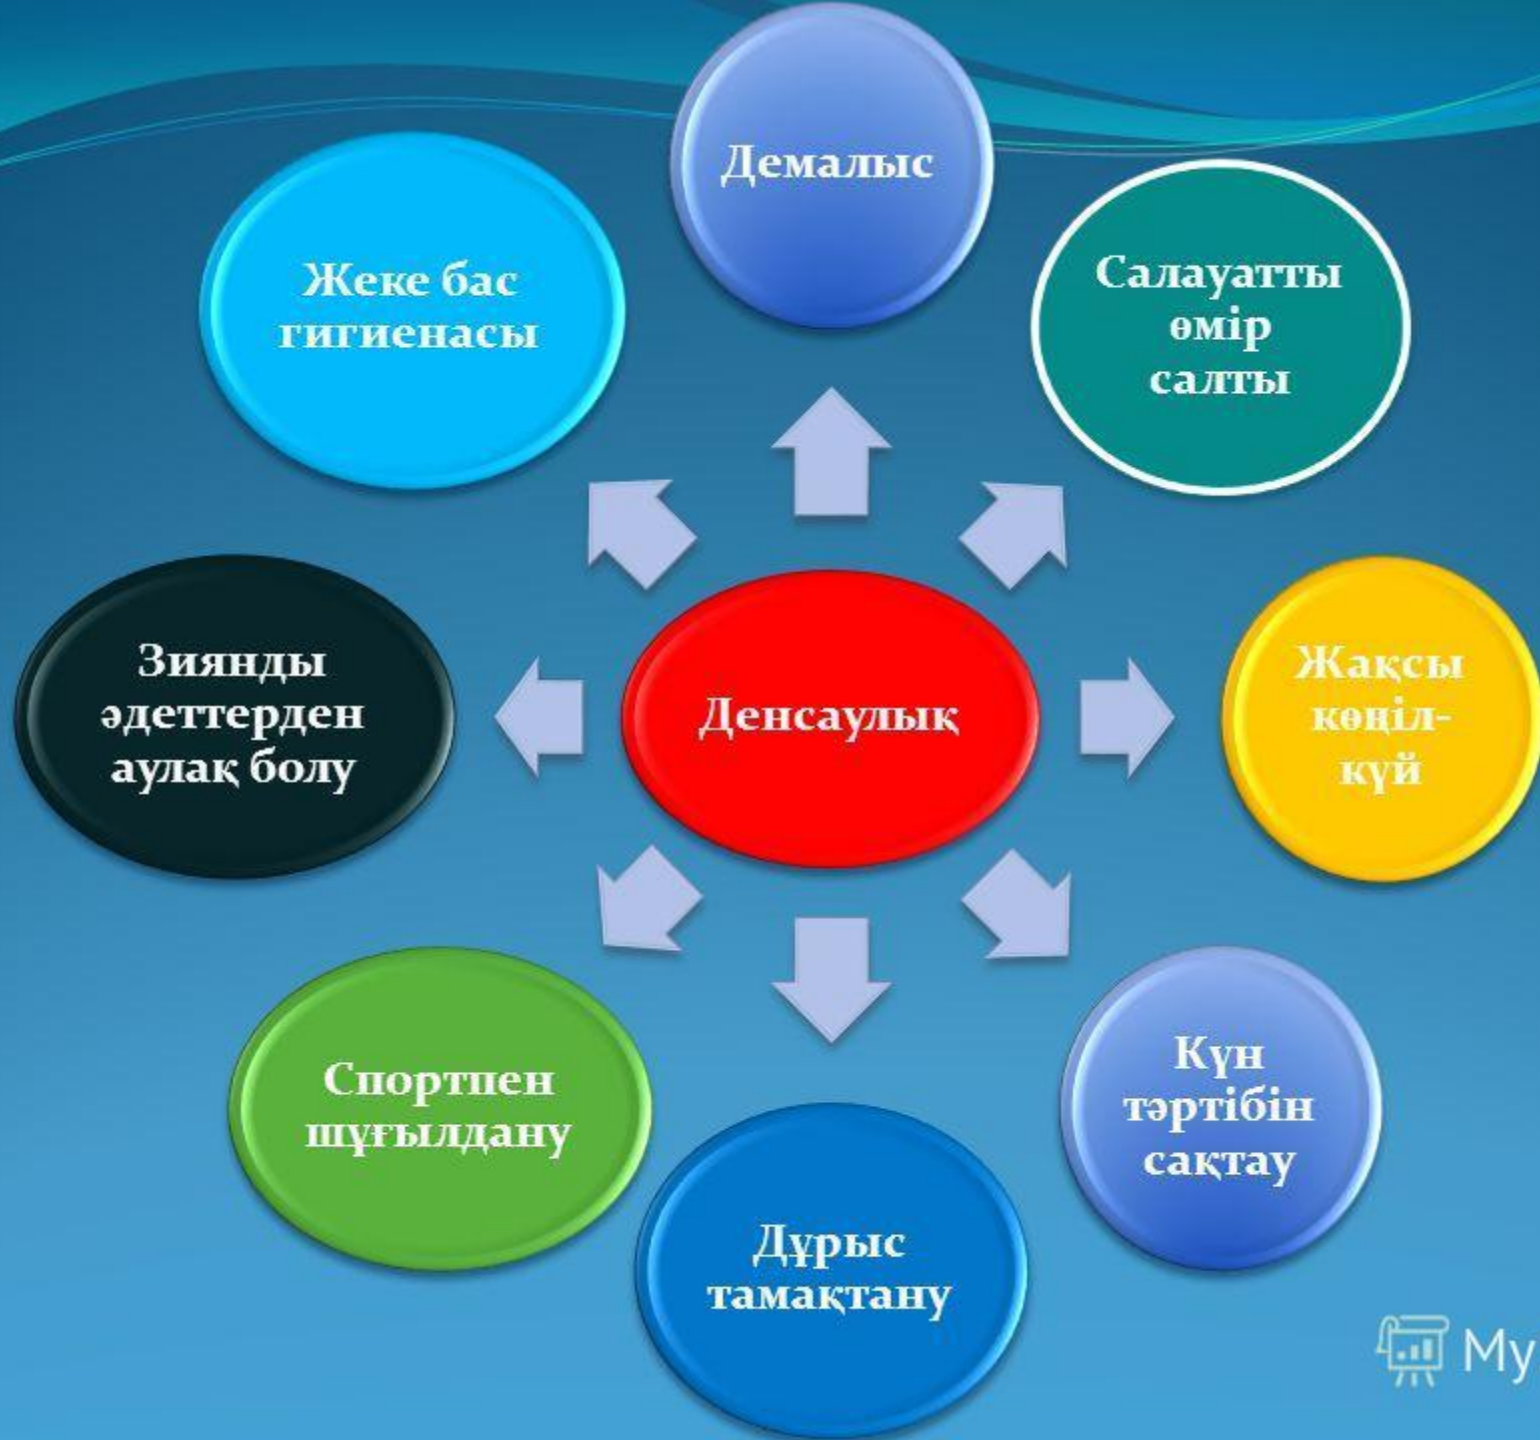 Демалыс
Жеке бас
гигиенасы
Салауатты
өмір
салты
Зиянды
әдеттерден
аулақ болу
Денсаулық
Жақсы
көңіл-
күй
Спортпен
шұғылдану
Күн
тәртібін
сақтау
Дұрыс
тамақтану
My